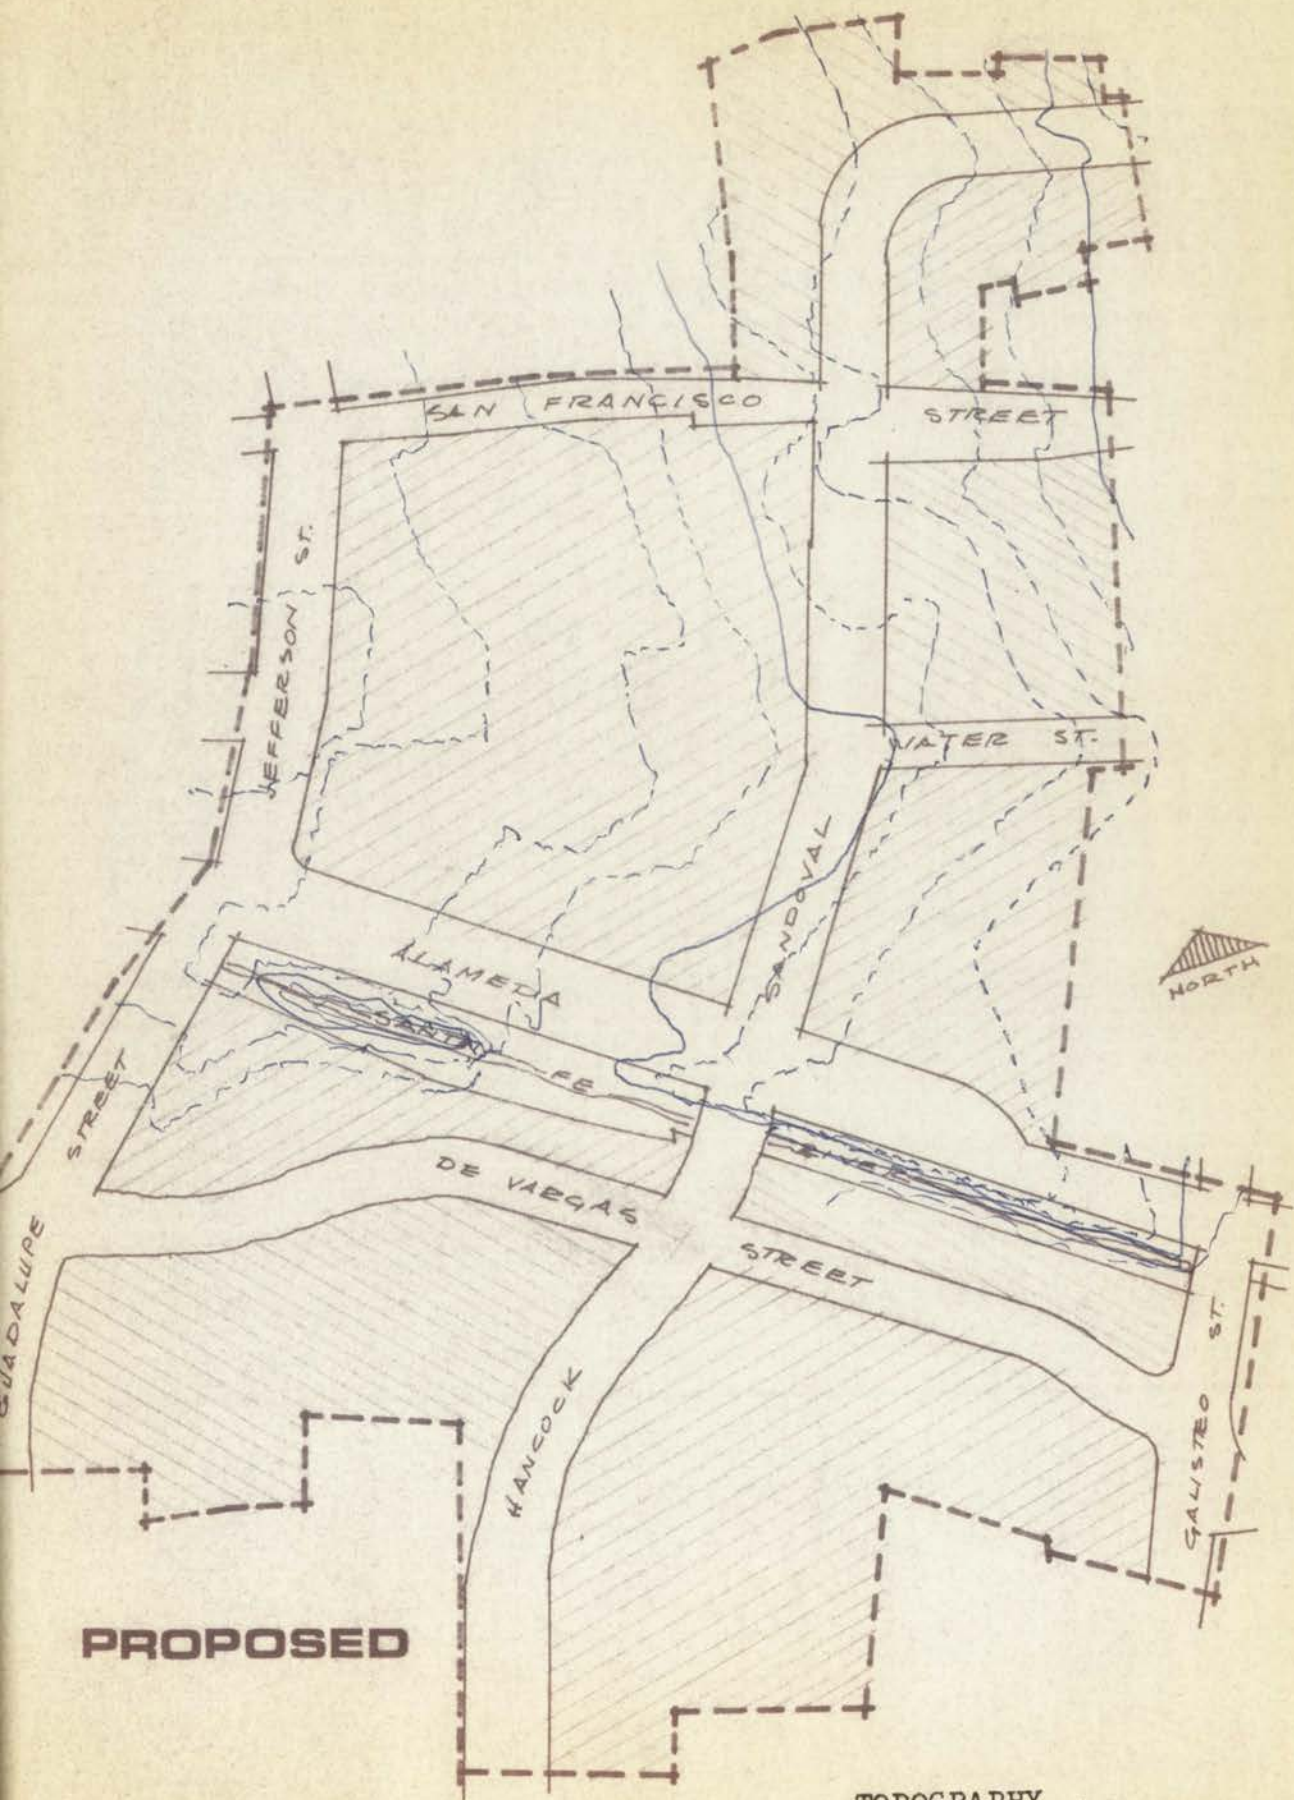 SAN FRANCISCO STREET
JEFFERSON ST.
WATER ST.
SANDOVAL
ALAMEDA
NORTH
SANTA FE RIVER
GUADALUPE STREET
DE VARGAS STREET
HANCOCK
GALISTEO ST.
PROPOSED
TOPOGRAPHY